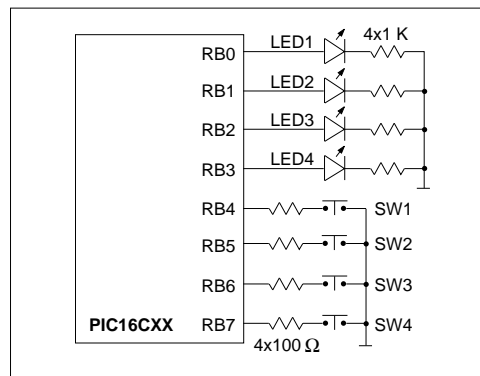 4x1 K
RB0 LED1
RB1 LED2
RB2 LED3
RB3 LED4
RB4 SW1
RB5 SW2
RB6 SW3
RB7 SW4
PIC16CXX
4x100 Ω